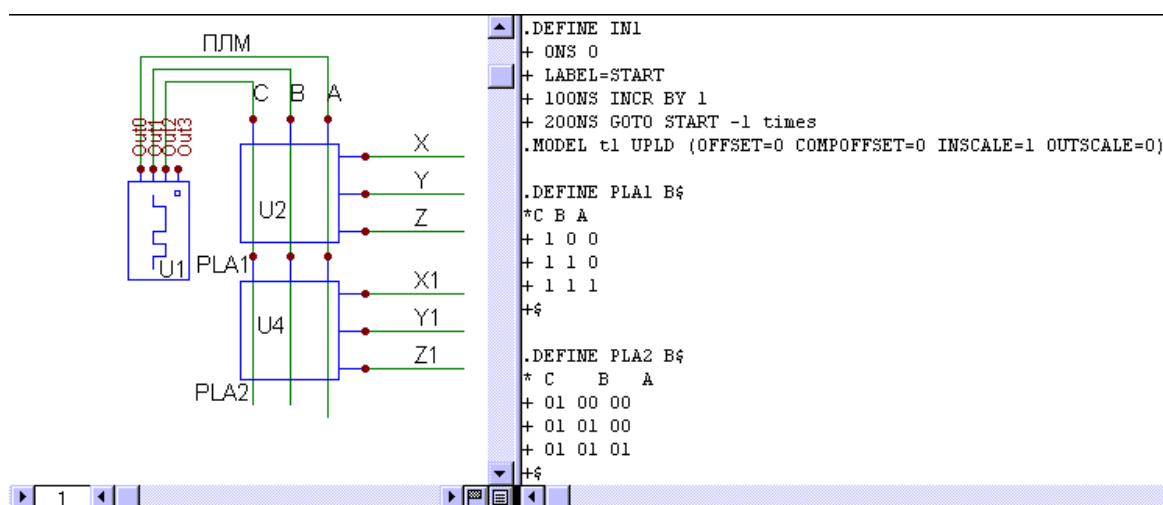 ПЛМ
C B A
Out0
Out1
Out2
Out3
U1
U2
PLA1
X
Y
Z
U4
PLA2
X1
Y1
Z1
1
.DEFINE IN1
+ 0NS 0
+ LABEL=START
+ 100NS INCR BY 1
+ 200NS GOTO START -1 times
.MODEL t1 UPLD (OFFSET=0 COMPOFFSET=0 INSCALE=1 OUTSCALE=0)
.DEFINE PLA1 B$
*C B A
+ 1 0 0
+ 1 1 0
+ 1 1 1
+$
.DEFINE PLA2 B$
* C B A
+ 01 00 00
+ 01 01 00
+ 01 01 01
+$